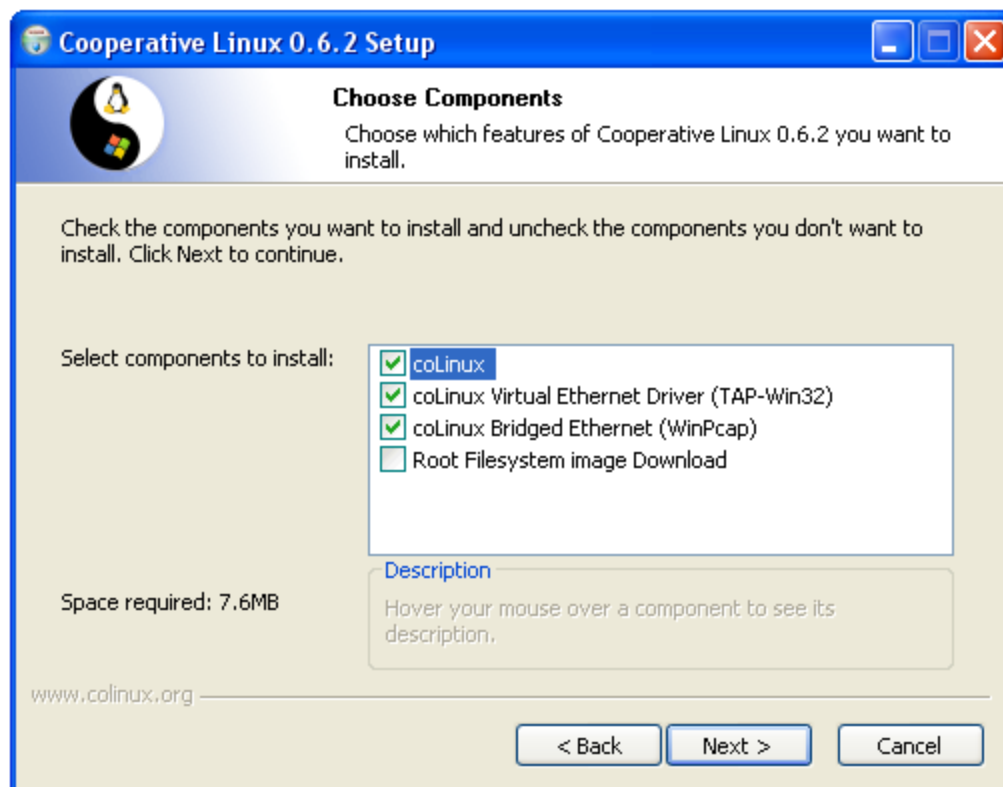 Cooperative Linux 0.6.2 Setup
Choose Components
Choose which features of Cooperative Linux 0.6.2 you want to
install.
Check the components you want to install and uncheck the components you don't want to
install. Click Next to continue.
Select components to install:
coLinux
coLinux Virtual Ethernet Driver (TAP-Win32)
coLinux Bridged Ethernet (WinPcap)
Root Filesystem image Download
Space required: 7.6MB
Description
Hover your mouse over a component to see its
description.
www.colinux.org
< Back
Next >
Cancel